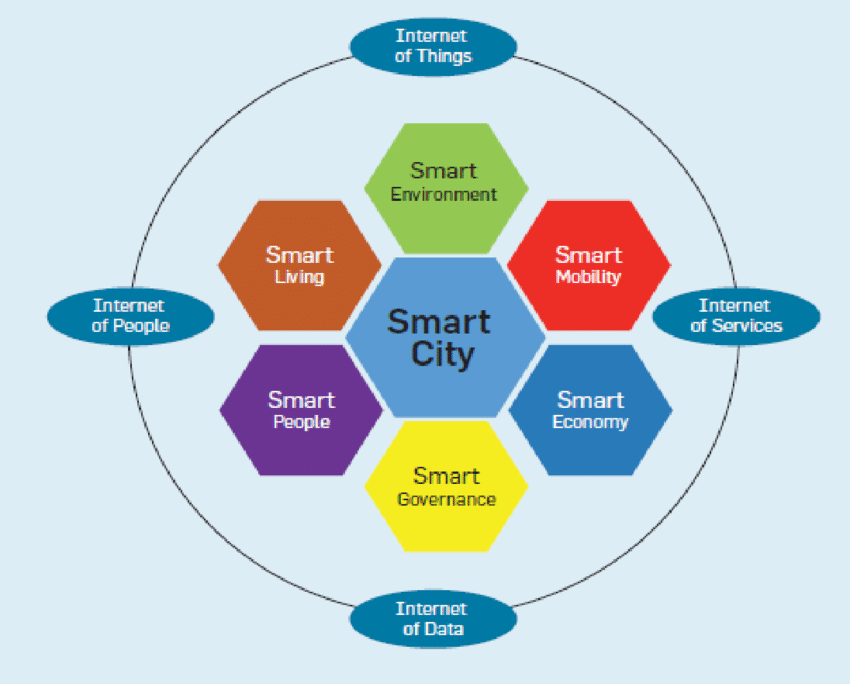 Internet
of Things
Smart
Environment
Smart
Living
Smart
Mobility
Internet
of People
Smart
City
Internet
of Services
Smart
People
Smart
Economy
Smart
Governance
Internet
of Data